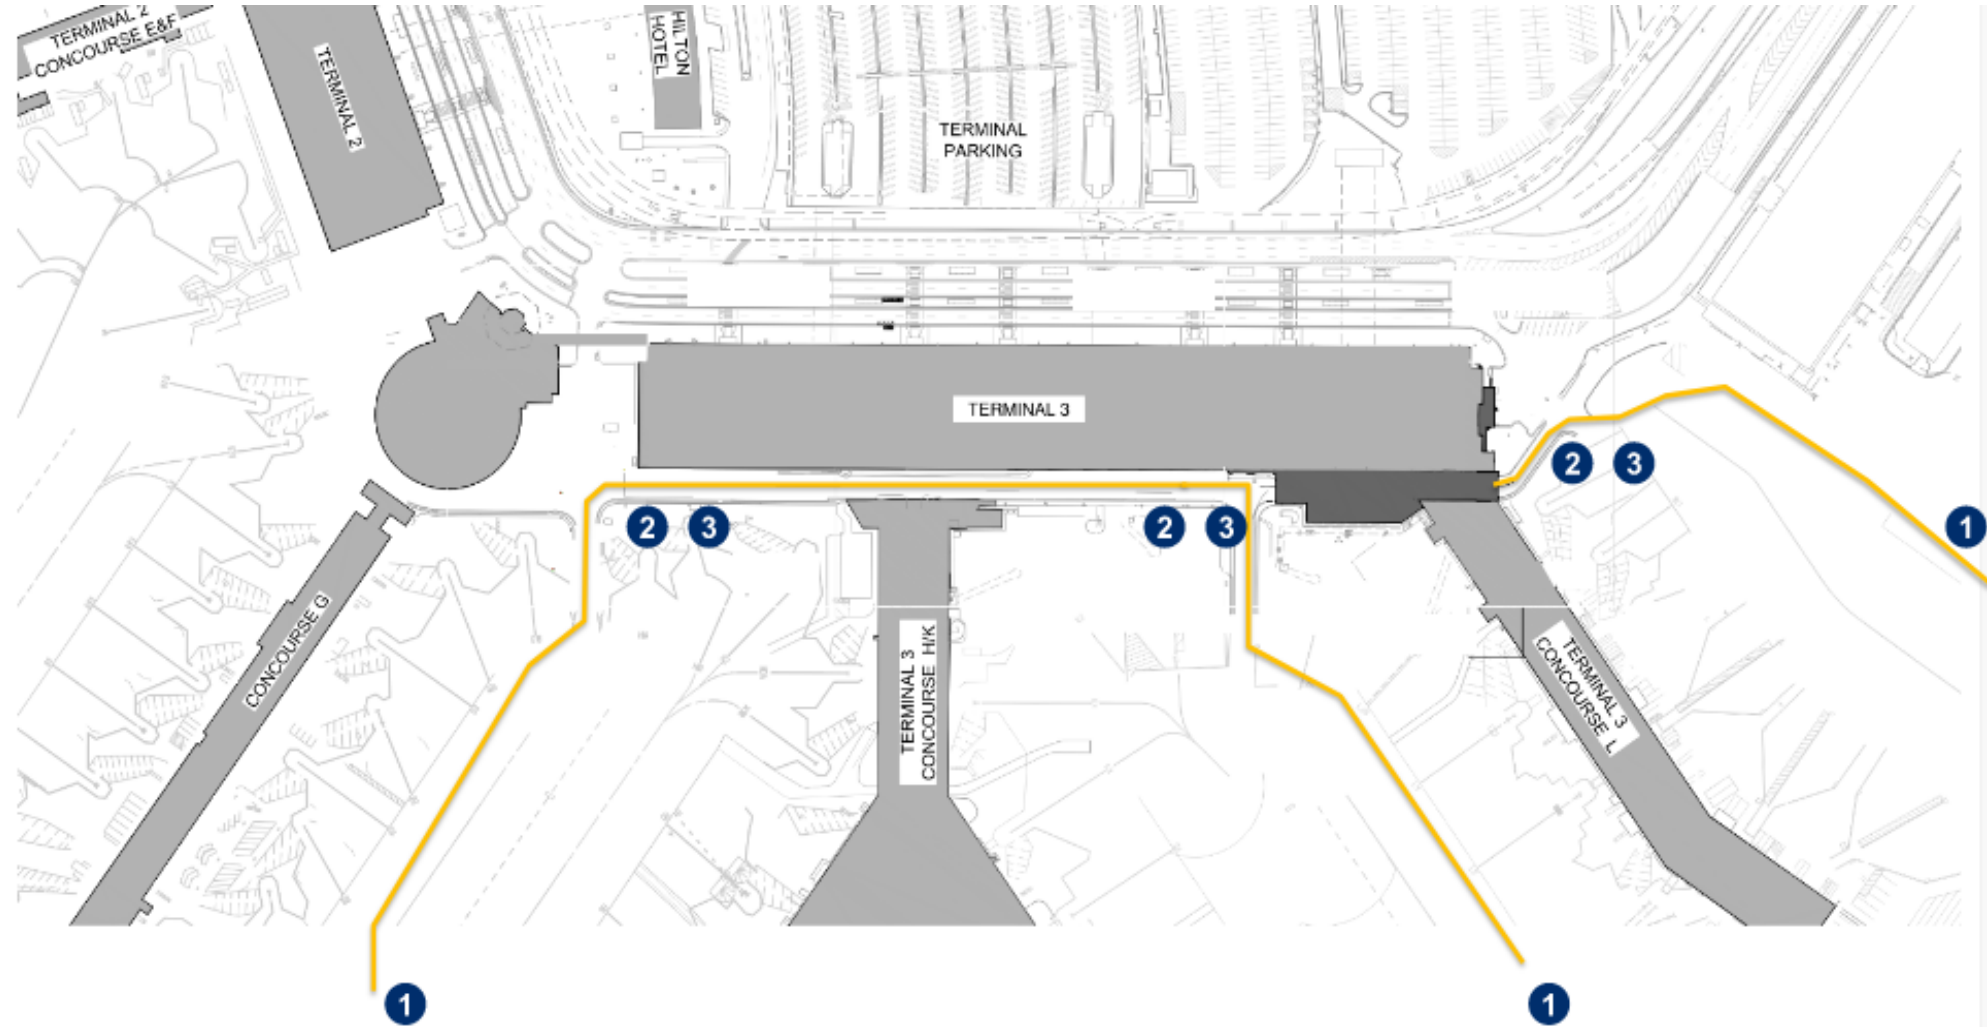 TERMINAL 2
CONCOURSE E&F
TERMINAL 2
HILTON
HOTEL
TERMINAL
PARKING
TERMINAL 3
2 3
1
2 3
2 3
CONCOURSE G
TERMINAL 3
CONCOURSE H/K
TERMINAL 3
CONCOURSE L
1
1